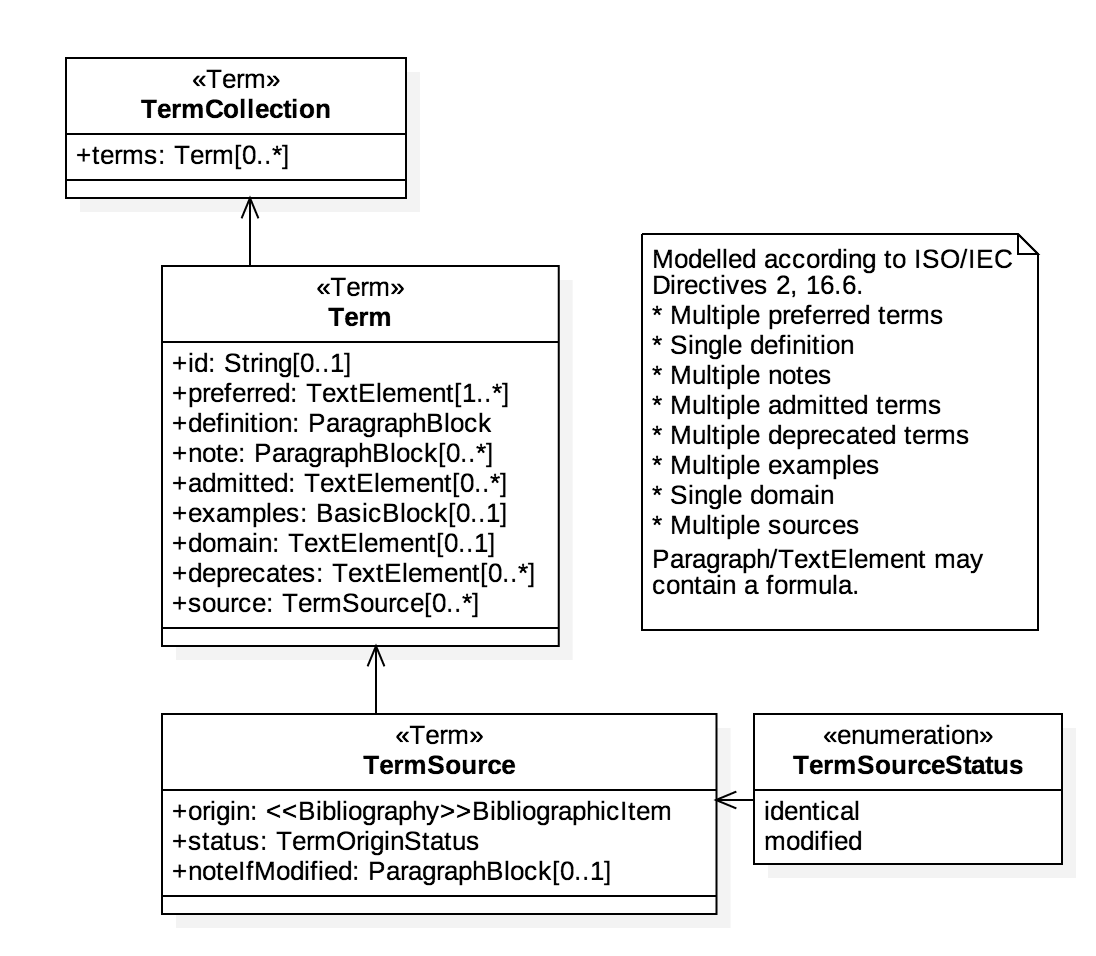 «Term»
TermCollection
+terms: Term[0..*]
«Term»
Term
+id: String[0..1]
+preferred: TextElement[1..*]
+definition: ParagraphBlock
+note: ParagraphBlock[0..*]
+admitted: TextElement[0..*]
+examples: BasicBlock[0..1]
+domain: TextElement[0..1]
+deprecates: TextElement[0..*]
+source: TermSource[0..*]
Modelled according to ISO/IEC
Directives 2, 16.6.
* Multiple preferred terms
* Single definition
* Multiple notes
* Multiple admitted terms
* Multiple deprecated terms
* Multiple examples
* Single domain
* Multiple sources
Paragraph/TextElement may
contain a formula.
«Term»
TermSource
+origin: <<Bibliography>>BibliographicItem
+status: TermOriginStatus
+noteIfModified: ParagraphBlock[0..1]
«enumeration»
TermSourceStatus
identical
modified